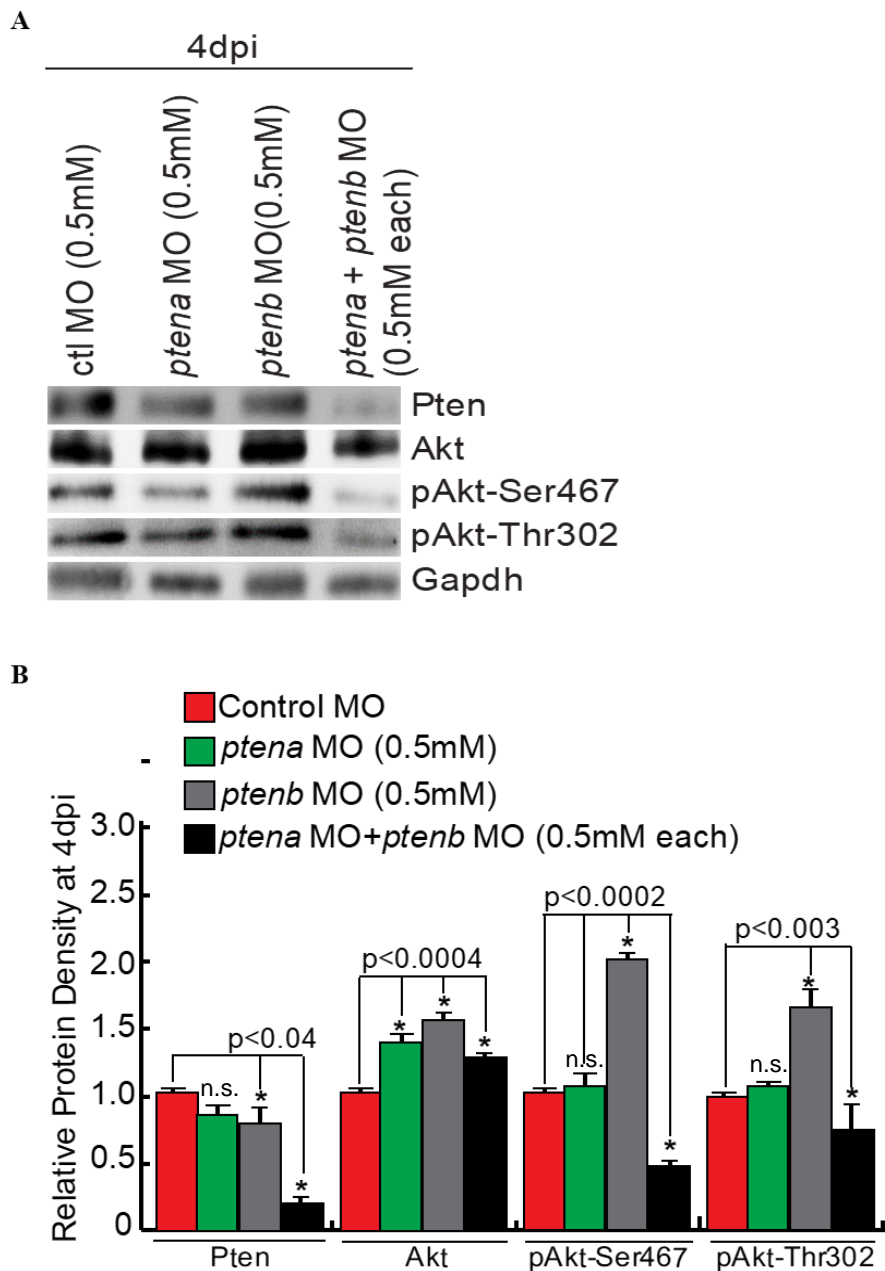 A
4dpi
ctl MO (0.5mM)
ptena MO (0.5mM)
ptenb MO(0.5mM)
ptena + ptenb MO
(0.5mM each)
Pten
Akt
pAkt-Ser467
pAkt-Thr302
Gapdh
B
Control MO
ptena MO (0.5mM)
ptenb MO (0.5mM)
ptena MO+ptenb MO (0.5mM each)
Relative Protein Density at 4dpi
3.0
2.5
2.0
1.5
1.0
0.5
0
p<0.04
n.s.
*
*
p<0.0004
*
*
*
p<0.0002
n.s.
*
*
p<0.003
n.s.
*
*
Pten
Akt
pAkt-Ser467
pAkt-Thr302